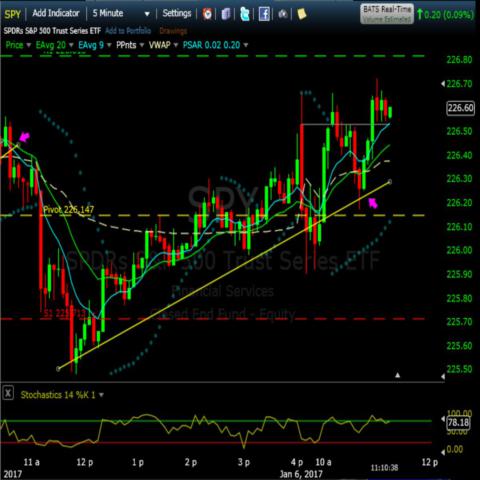 SPY Add Indicator 5 Minute Settings BATS Real-Time 0.20 (0.09%)
Volume Estimated
SPDRs S&P 500 Trust Series ETF Add to Portfolio Drawings
Price EAvg 20 EAvg 9 PPnts VWAP PSAR 0.02 0.20
226.80
226.70
226.60
226.50
226.40
226.30
SPY
226.20
Pivot 226.147
226.10
SPDRs S&P 500 Trust Series ETF
226.00
225.90
Financial Services
225.80
Closed End Fund - Equity
S1 225.713
225.70
225.60
225.50
X Stochastics 14 %K 1
100.00
78.18
50.00
0.00
11 a 12 p 1 p 2 p 3 p 4 p 10 a 11:10:38 12 p
2017 Jan 6, 2017